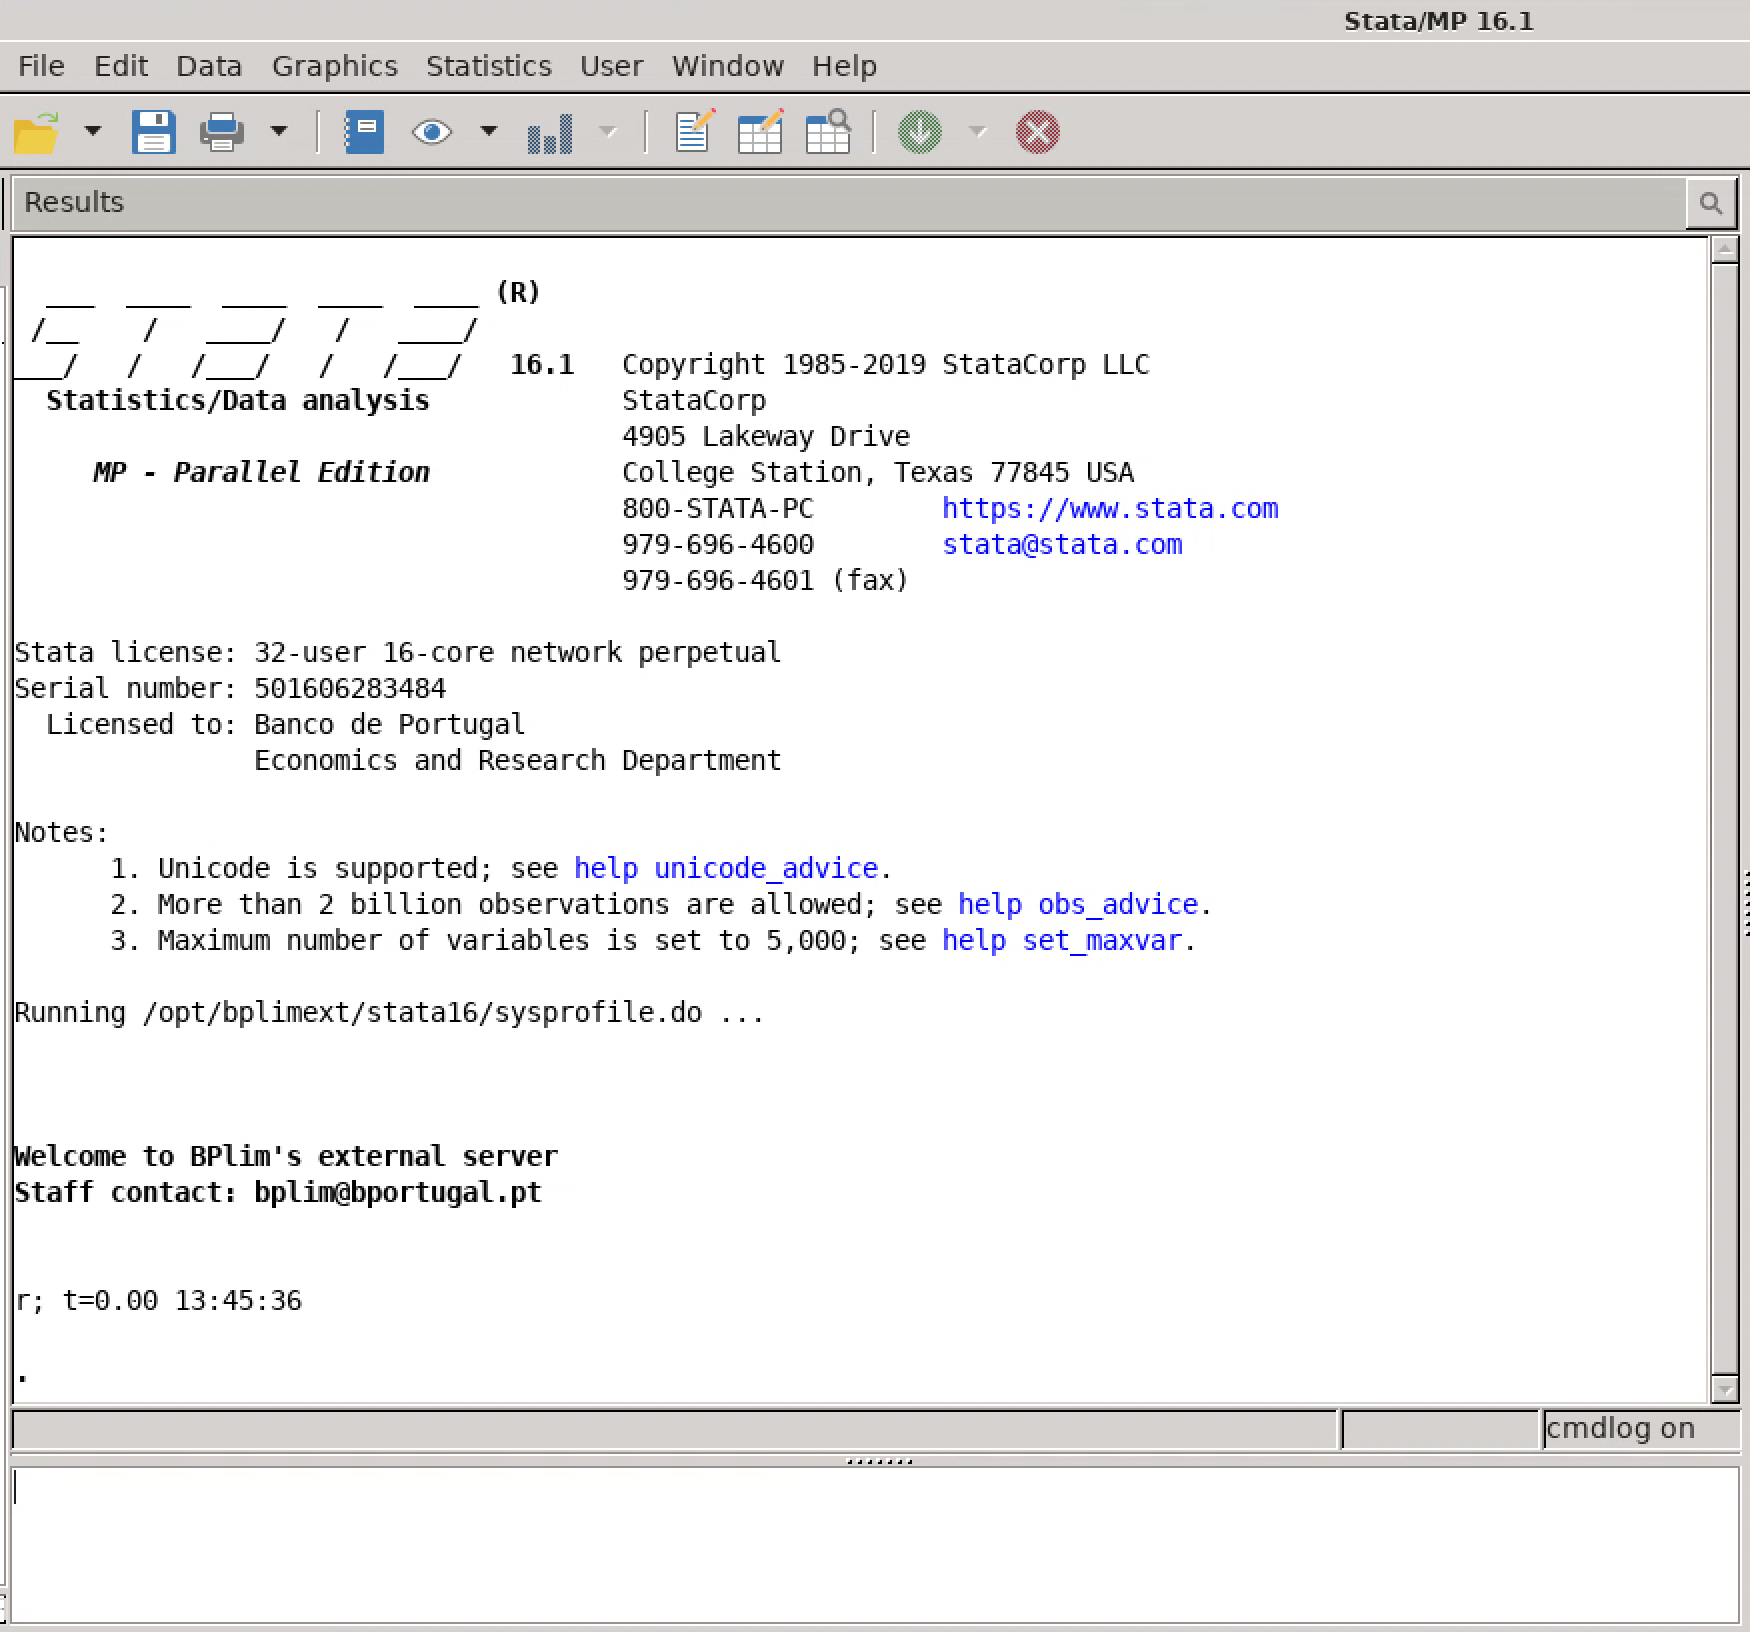 Stata/MP 16.1
File Edit Data Graphics Statistics User Window Help
Results
___  ____  ____  ____  ____ (R)
/__    /   ____/   /   ____/
___/   /   /___/   /   /___/   16.1   Copyright 1985-2019 StataCorp LLC
Statistics/Data analysis            StataCorp
4905 Lakeway Drive
MP - Parallel Edition            College Station, Texas 77845 USA
800-STATA-PC        https://www.stata.com
979-696-4600        stata@stata.com
979-696-4601 (fax)
Stata license: 32-user 16-core network perpetual
Serial number: 501606283484
Licensed to: Banco de Portugal
Economics and Research Department
Notes:
1. Unicode is supported; see help unicode_advice.
2. More than 2 billion observations are allowed; see help obs_advice.
3. Maximum number of variables is set to 5,000; see help set_maxvar.
Running /opt/bplimext/stata16/sysprofile.do ...
Welcome to BPlim's external server
Staff contact: bplim@bportugal.pt
r; t=0.00 13:45:36
.
cmdlog on